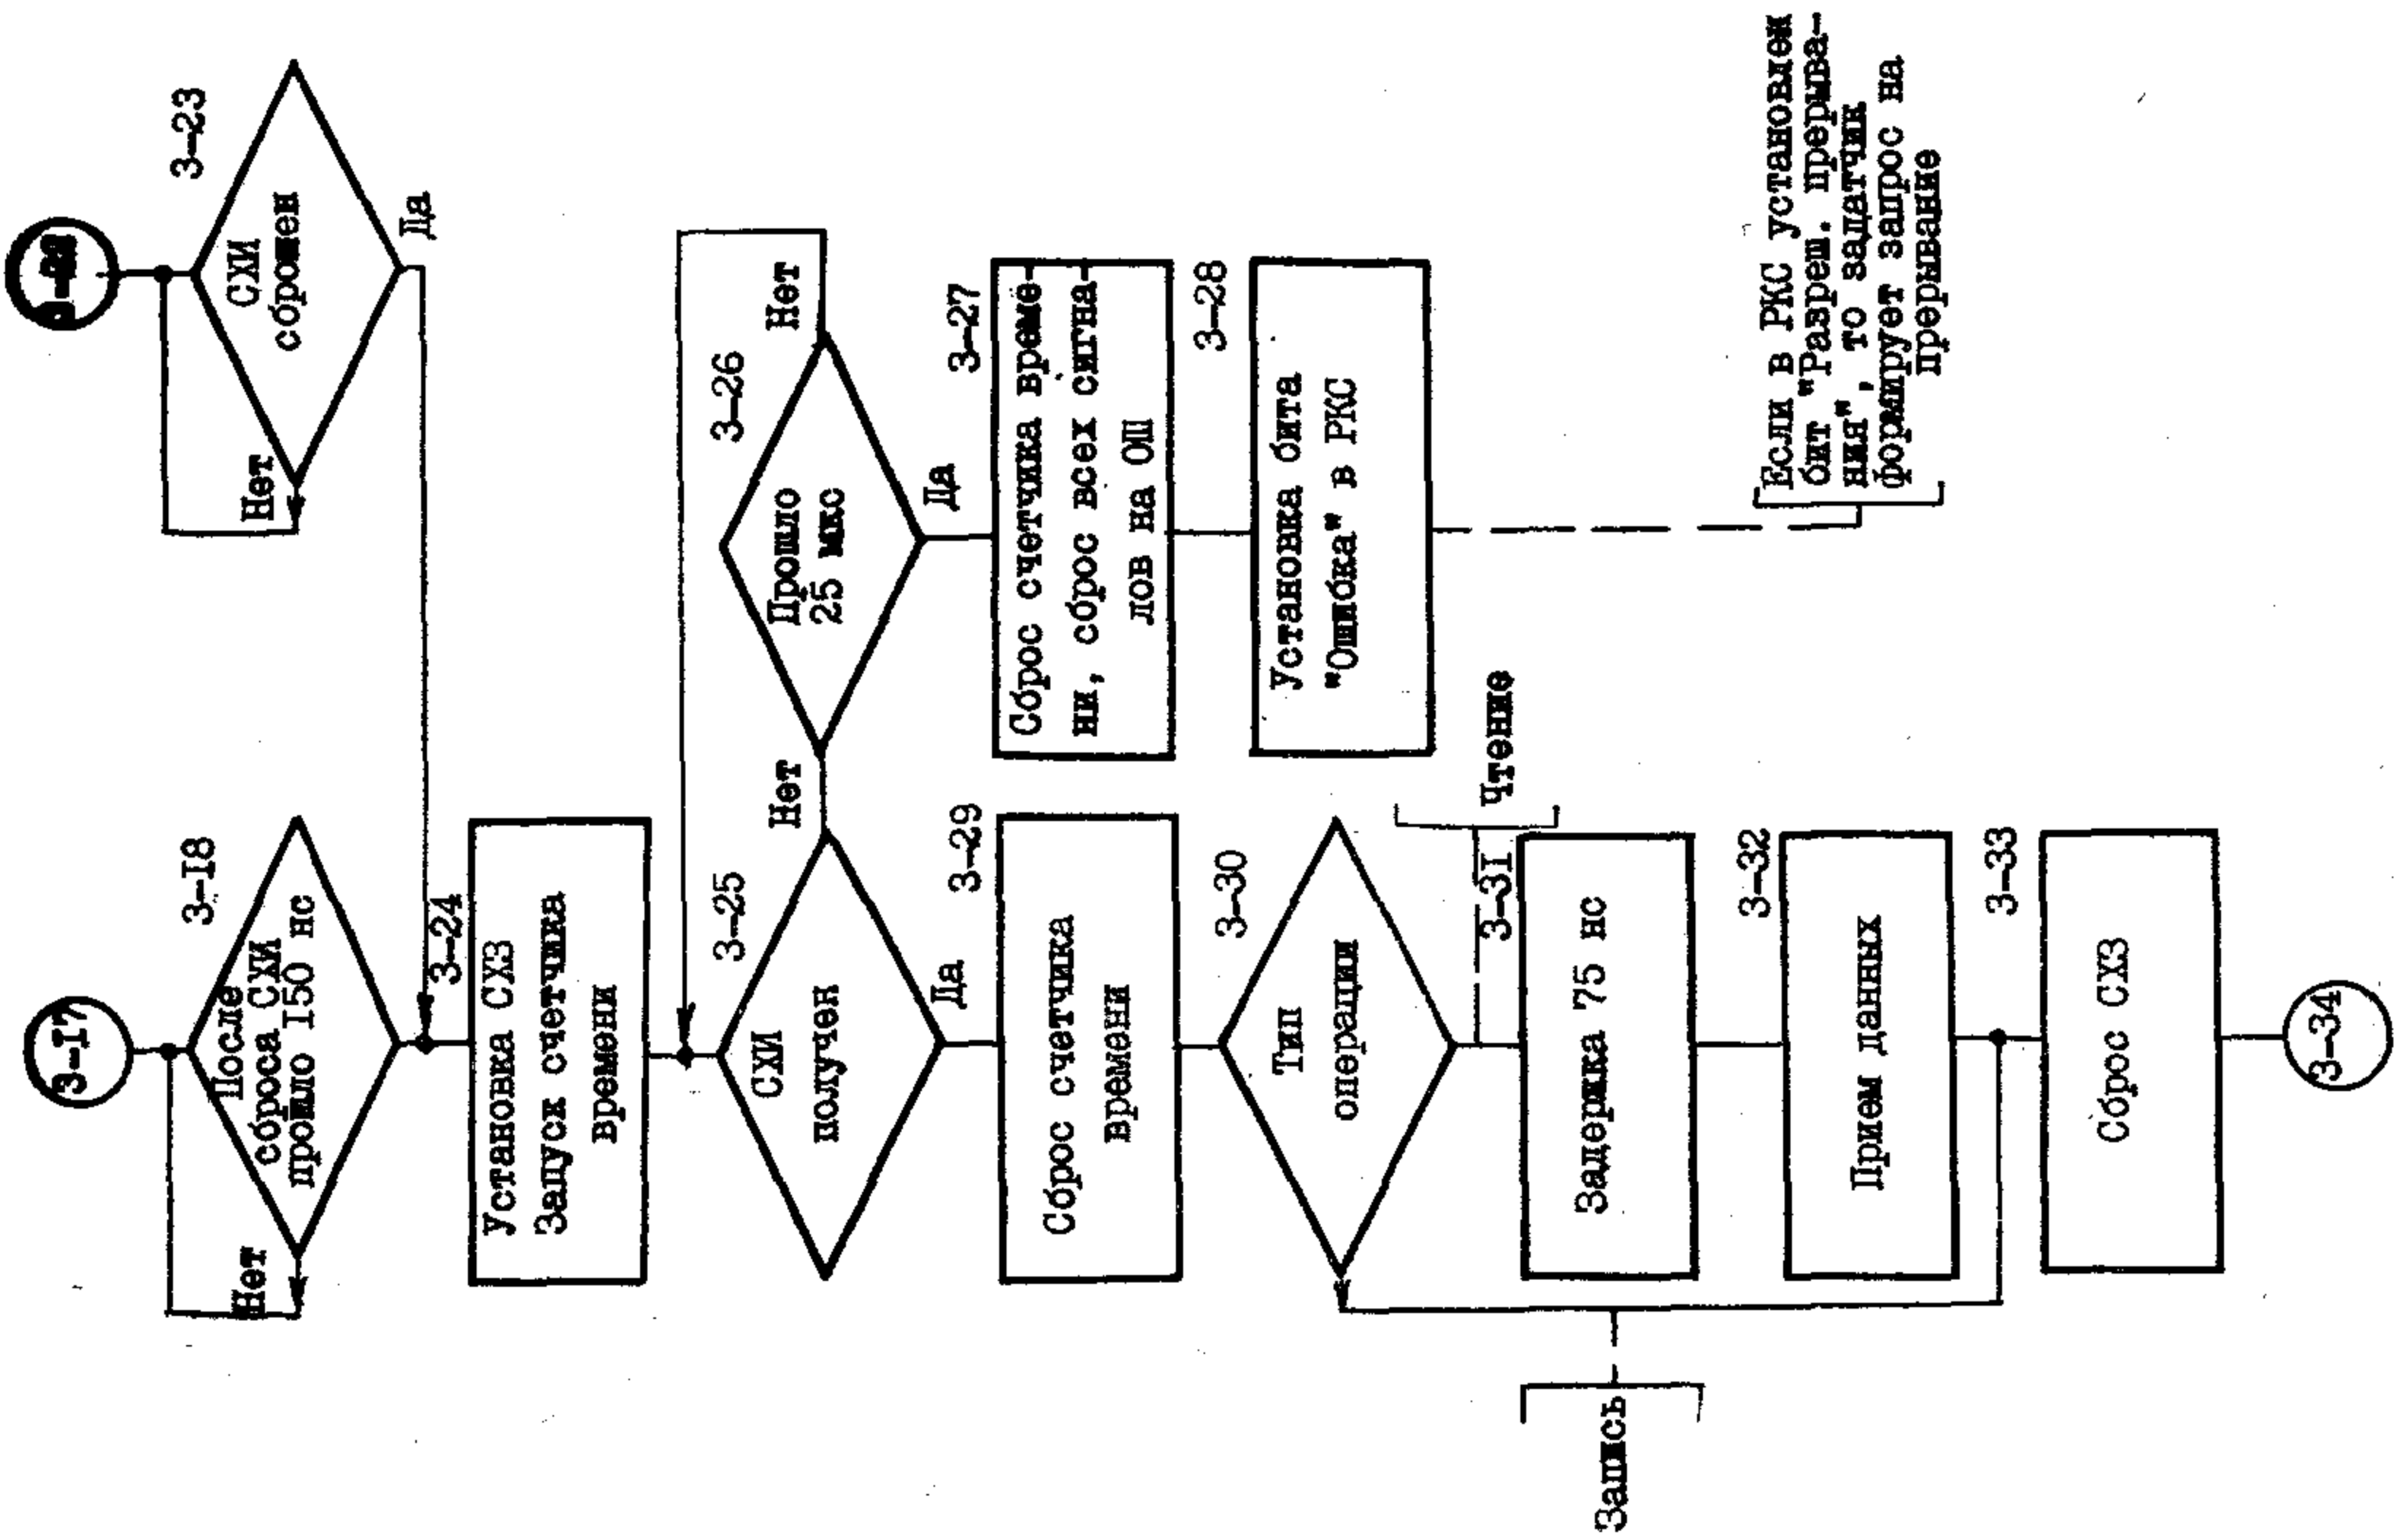 3-17
3-18
После
сброса СХИ
прошло 150 нс
Нет
3-23
СХИ
сброшен
Нет
Да
3-24
Установка СХЗ
Запуск счетчика
времени
3-25
СХИ
получен
Нет
Да
3-26
Прошло
25 мкс
Нет
Да
3-27
Сброс счетчика време-
ни, сброс всех сигна-
лов на ОШ
3-28
Установка бита
"Ошибка" в РКС
Если в РКС установлен
бит "Разреш. прерыва-
ния", то задатчик
формирует запрос на
прерывание
3-29
Сброс счетчика
времени
3-30
Тип
операции
Чтение
3-31
Задержка 75 нс
3-32
Прием данных
Запись
3-33
Сброс СХЗ
3-34